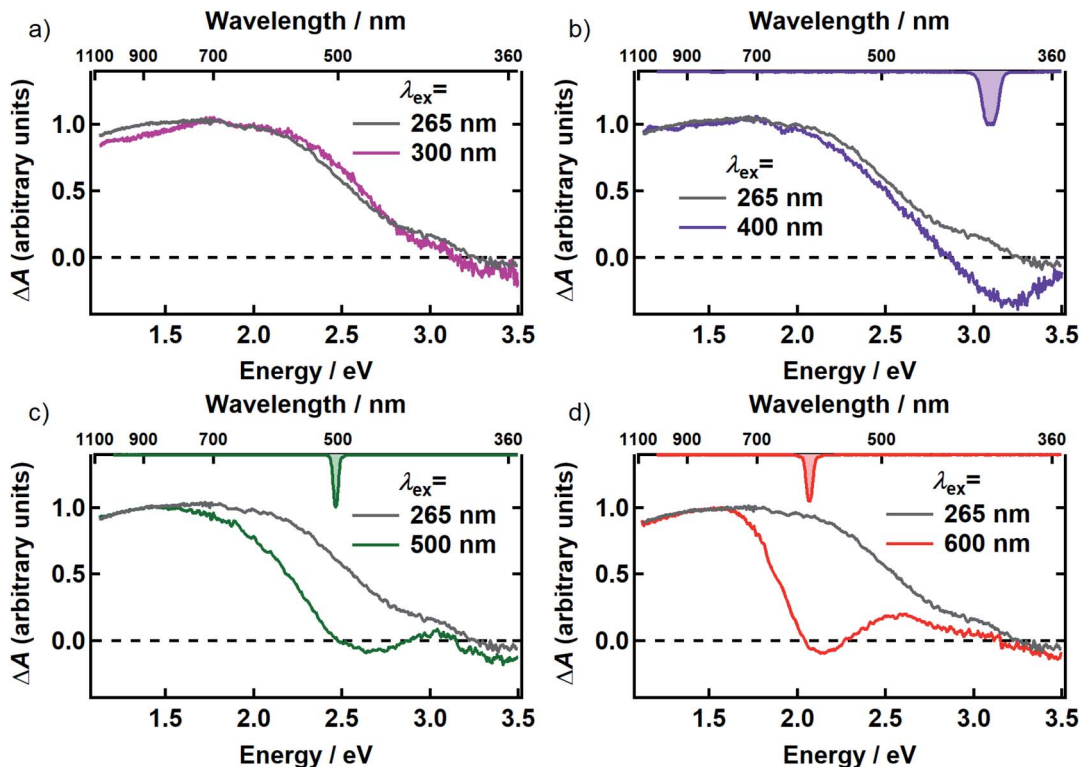 a)
Wavelength / nm
1100 900 700 500 360
λex=
265 nm
300 nm
ΔA (arbitrary units)
1.0
0.5
0.0
1.5 2.0 2.5 3.0 3.5
Energy / eV
b)
Wavelength / nm
1100 900 700 500 360
λex=
265 nm
400 nm
ΔA (arbitrary units)
1.0
0.5
0.0
1.5 2.0 2.5 3.0 3.5
Energy / eV
c)
Wavelength / nm
1100 900 700 500 360
λex=
265 nm
500 nm
ΔA (arbitrary units)
1.0
0.5
0.0
1.5 2.0 2.5 3.0 3.5
Energy / eV
d)
Wavelength / nm
1100 900 700 500 360
λex=
265 nm
600 nm
ΔA (arbitrary units)
1.0
0.5
0.0
1.5 2.0 2.5 3.0 3.5
Energy / eV